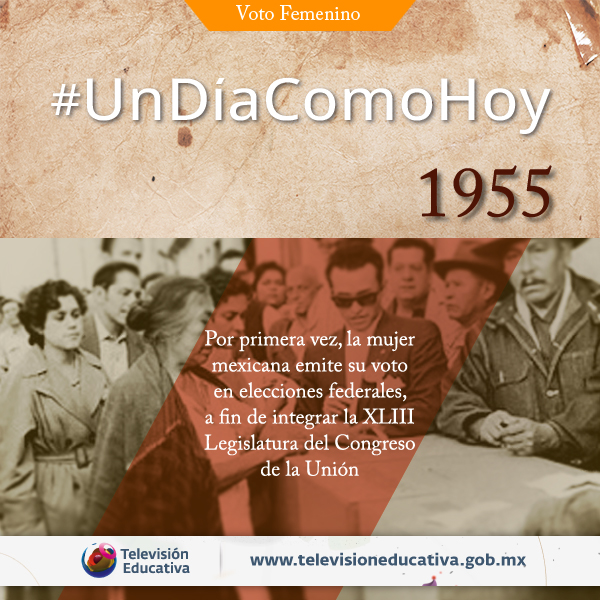 Voto Femenino
#UnDíaComoHoy
1955
Por primera vez, la mujer
mexicana emite su voto
en elecciones federales,
a fin de integrar la XLIII
Legislatura del Congreso
de la Unión
Televisión
Educativa
www.televisioneducativa.gob.mx